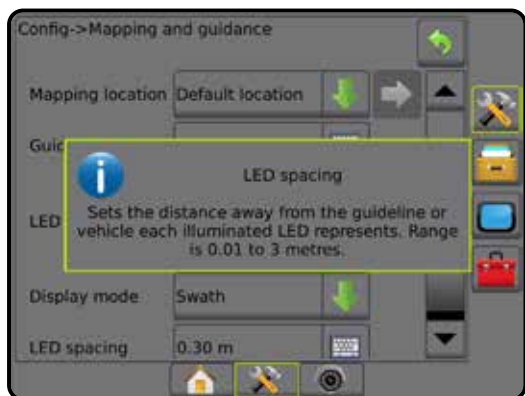 Config->Mapping and guidance
Mapping location Default location
LED spacing
Sets the distance away from the guideline or
vehicle each illuminated LED represents. Range
is 0.01 to 3 metres.
LED
Display mode Swath
LED spacing 0.30 m